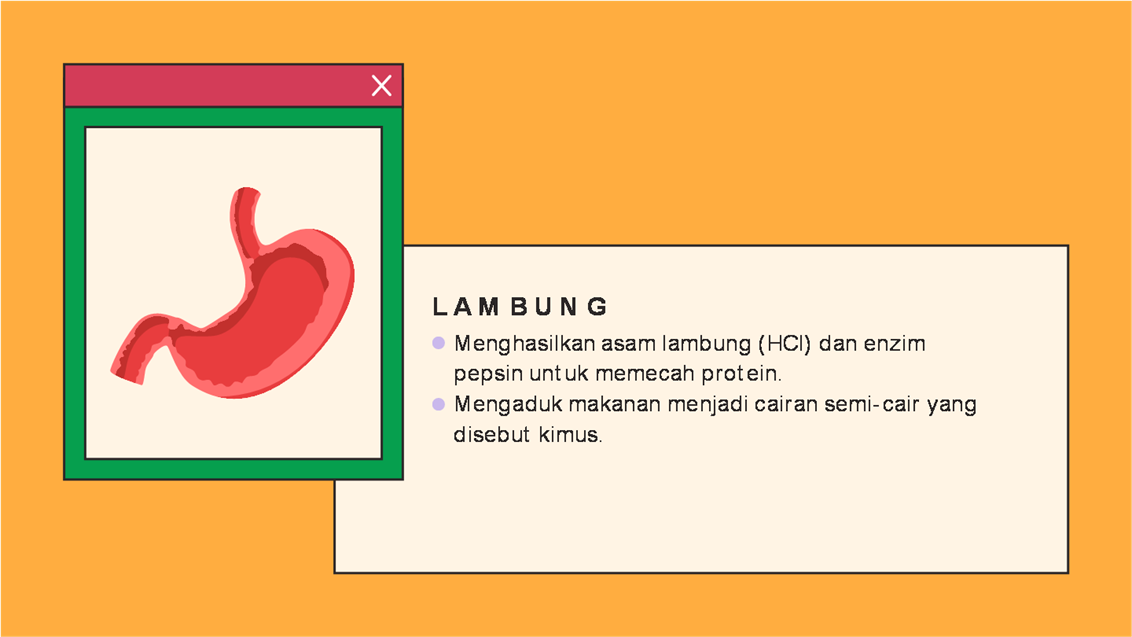 LAMBUNG
Menghasilkan asam lambung (HCl) dan enzim
pepsin untuk memecah protein.
Mengaduk makanan menjadi cairan semi-cair yang
disebut kimus.